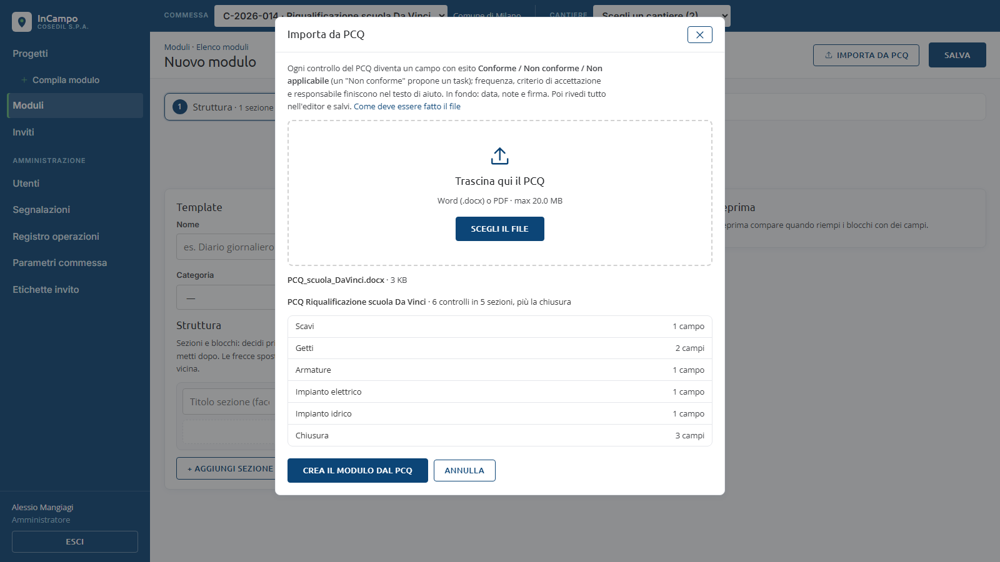 InCampo
COSEDIL S.P.A.
COMMESSA
C-2026-014 · Riqualificazione scuola Da Vinci
Comune di Milano
CANTIERE
Scegli un cantiere (2)
Progetti
+ Compila modulo
Moduli
Inviti
AMMINISTRAZIONE
Utenti
Segnalazioni
Registro operazioni
Parametri commessa
Etichette invito
Alessio Mangiagi
Amministratore
ESCI
Moduli · Elenco moduli
Nuovo modulo
IMPORTA DA PCQ
SALVA
1 Struttura · 1 sezione
Template
Nome
es. Diario giornaliero
Categoria
—
Struttura
Sezioni e blocchi: decidi pri
metti dopo. Le frecce spost
vicina.
Titolo sezione (fac
+ AGGIUNGI SEZIONE
eprima
eprima compare quando riempi i blocchi con dei campi.
Importa da PCQ
Ogni controllo del PCQ diventa un campo con esito Conforme / Non conforme / Non
applicabile (un "Non conforme" propone un task); frequenza, criterio di accettazione
e responsabile finiscono nel testo di aiuto. In fondo: data, note e firma. Poi rivedi tutto
nell'editor e salvi. Come deve essere fatto il file
Trascina qui il PCQ
Word (.docx) o PDF · max 20.0 MB
SCEGLI IL FILE
PCQ_scuola_DaVinci.docx · 3 KB
PCQ Riqualificazione scuola Da Vinci · 6 controlli in 5 sezioni, più la chiusura
Scavi 1 campo
Getti 2 campi
Armature 1 campo
Impianto elettrico 1 campo
Impianto idrico 1 campo
Chiusura 3 campi
CREA IL MODULO DAL PCQ
ANNULLA